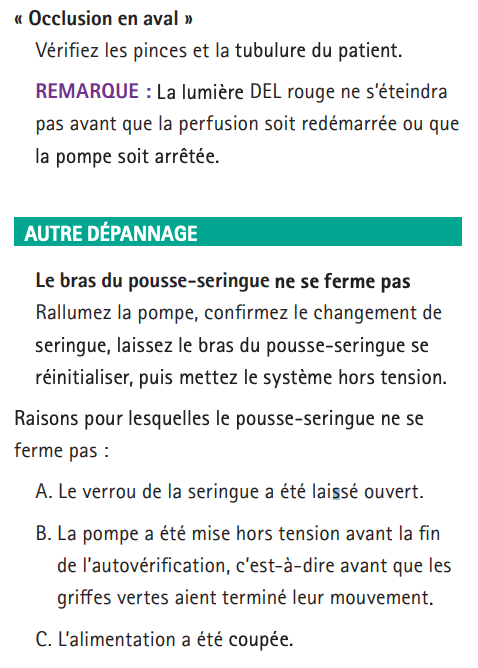 « Occlusion en aval »
Vérifiez les pinces et la tubulure du patient.
REMARQUE : La lumière DEL rouge ne s'éteindra
pas avant que la perfusion soit redémarrée ou que
la pompe soit arrêtée.
AUTRE DÉPANNAGE
Le bras du pousse-seringue ne se ferme pas
Rallumez la pompe, confirmez le changement de
seringue, laissez le bras du pousse-seringue se
réinitialiser, puis mettez le système hors tension.
Raisons pour lesquelles le pousse-seringue ne se
ferme pas :
A. Le verrou de la seringue a été laissé ouvert.
B. La pompe a été mise hors tension avant la fin
de l'autovérification, c'est-à-dire avant que les
griffes vertes aient terminé leur mouvement.
C. L'alimentation a été coupée.